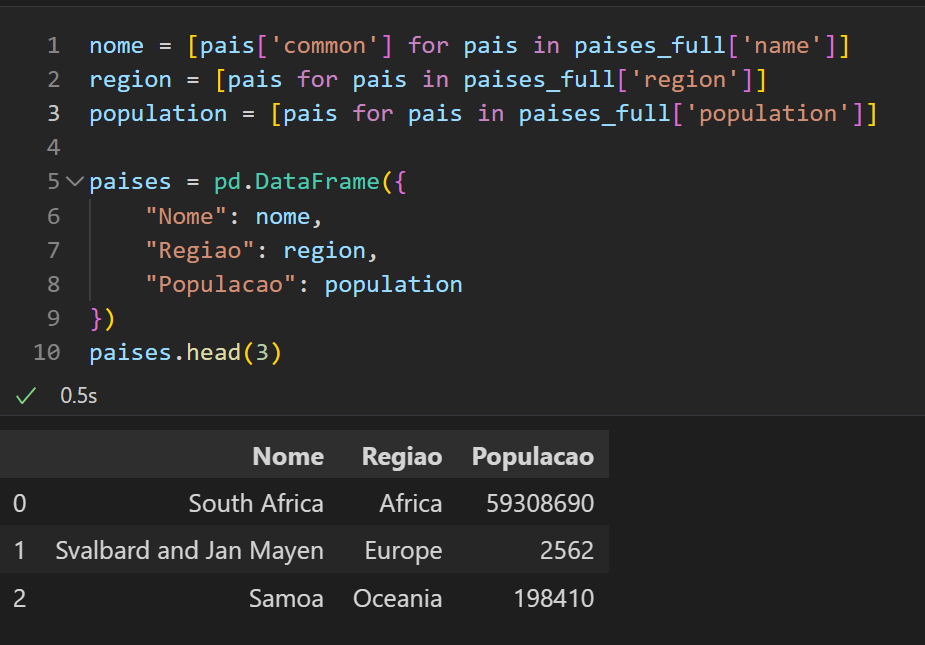 1 nome = [pais['common'] for pais in paises_full['name']]
2 region = [pais for pais in paises_full['region']]
3 population = [pais for pais in paises_full['population']]
4
5 paises = pd.DataFrame({
6 "Nome": nome,
7 "Regiao": region,
8 "Populacao": population
9 })
10 paises.head(3)
0.5s
Nome Regiao Populacao
0 South Africa Africa 59308690
1 Svalbard and Jan Mayen Europe 2562
2 Samoa Oceania 198410